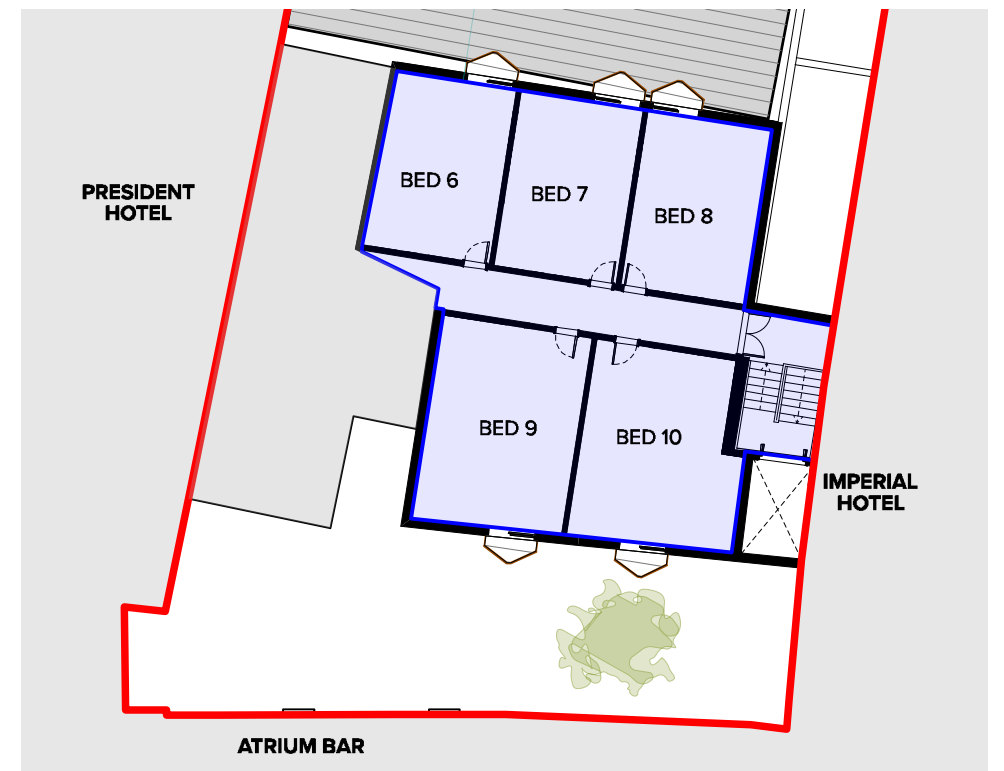 PRESIDENT
HOTEL
BED 6
BED 7
BED 8
BED 9
BED 10
IMPERIAL
HOTEL
ATRIUM BAR